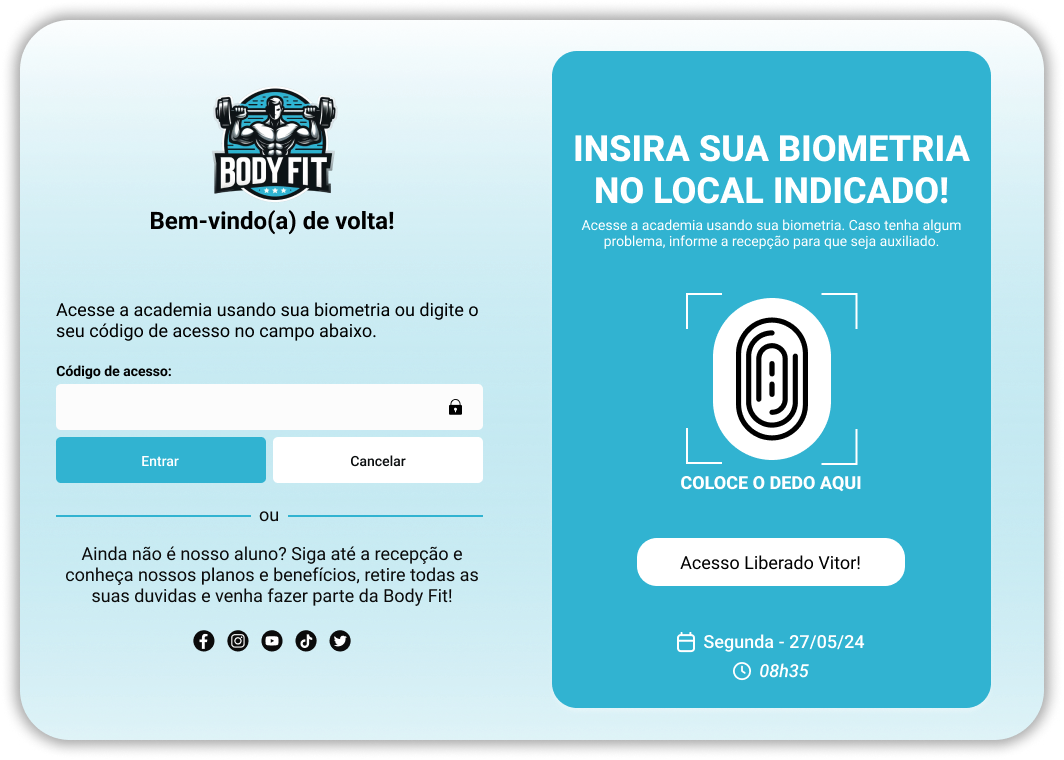 BODY FIT
Bem-vindo(a) de volta!
Acesse a academia usando sua biometria ou digite o
seu código de acesso no campo abaixo.
Código de acesso:
Entrar
Cancelar
ou
Ainda não é nosso aluno? Siga até a recepção e
conheça nossos planos e benefícios, retire todas as
suas duvidas e venha fazer parte da Body Fit!
INSIRA SUA BIOMETRIA
NO LOCAL INDICADO!
Acesse a academia usando sua biometria. Caso tenha algum
problema, informe a recepção para que seja auxiliado.
COLOCE O DEDO AQUI
Acesso Liberado Vitor!
Segunda - 27/05/24
08h35